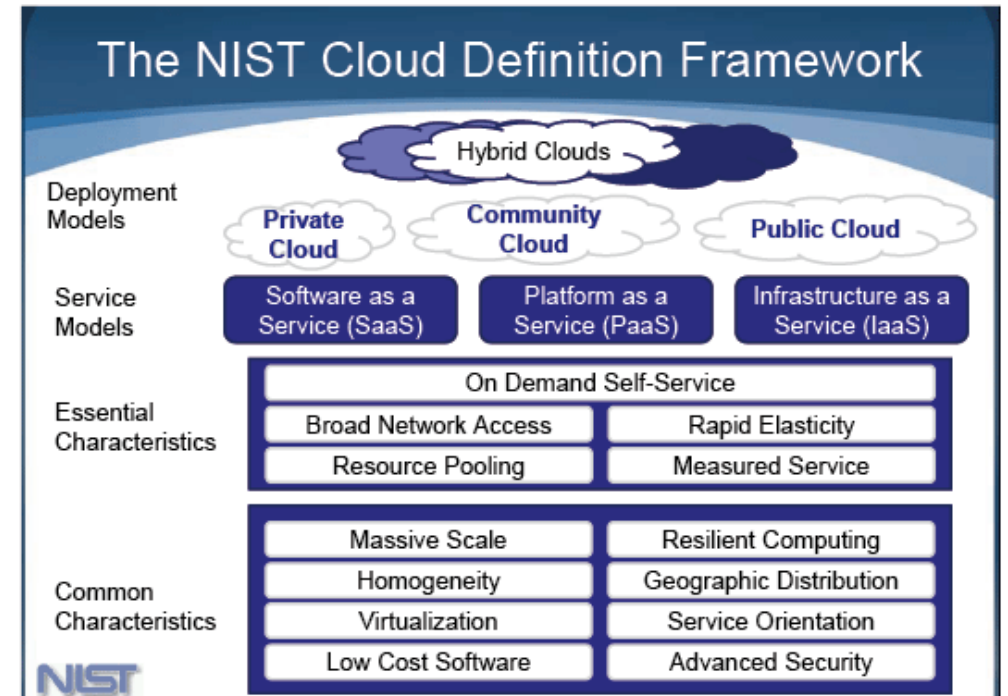 The NIST Cloud Definition Framework
Hybrid Clouds
Deployment
Models
Private
Cloud
Community
Cloud
Public Cloud
Service
Models
Software as a
Service (SaaS)
Platform as a
Service (PaaS)
Infrastructure as a
Service (IaaS)
Essential
Characteristics
On Demand Self-Service
Broad Network Access
Rapid Elasticity
Resource Pooling
Measured Service
Common
Characteristics
Massive Scale
Resilient Computing
Homogeneity
Geographic Distribution
Virtualization
Service Orientation
Low Cost Software
Advanced Security
NIST